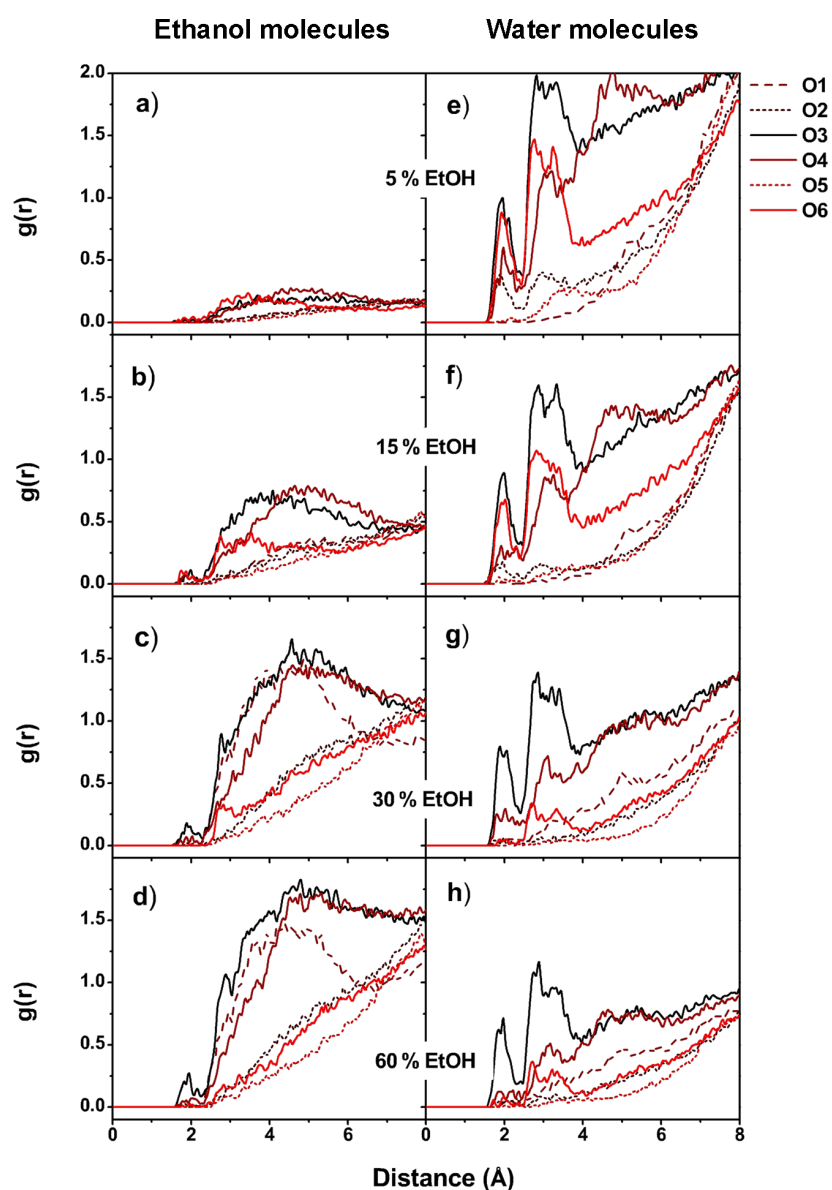 Ethanol molecules Water molecules
a) e)
O1
O2
O3
O4
O5
O6
2.0
1.5
1.0
0.5
0.0
g(r)
5 % EtOH
b) f)
1.5
1.0
0.5
0.0
g(r)
15 % EtOH
c) g)
1.5
1.0
0.5
0.0
g(r)
30 % EtOH
d) h)
1.5
1.0
0.5
0.0
g(r)
60 % EtOH
0 2 4 6 0 2 4 6 8
Distance (Å)